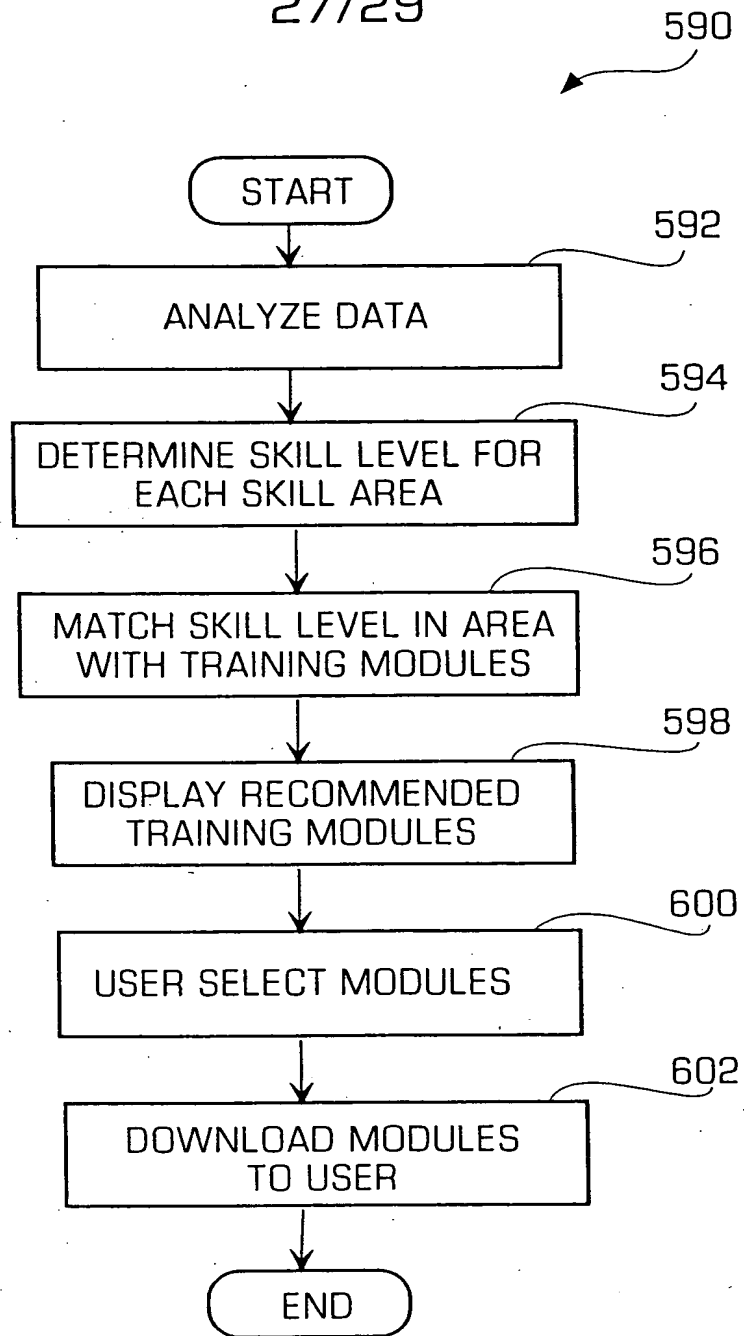 27/29
590
START
592
ANALYZE DATA
594
DETERMINE SKILL LEVEL FOR
EACH SKILL AREA
596
MATCH SKILL LEVEL IN AREA
WITH TRAINING MODULES
598
DISPLAY RECOMMENDED
TRAINING MODULES
600
USER SELECT MODULES
602
DOWNLOAD MODULES
TO USER
END